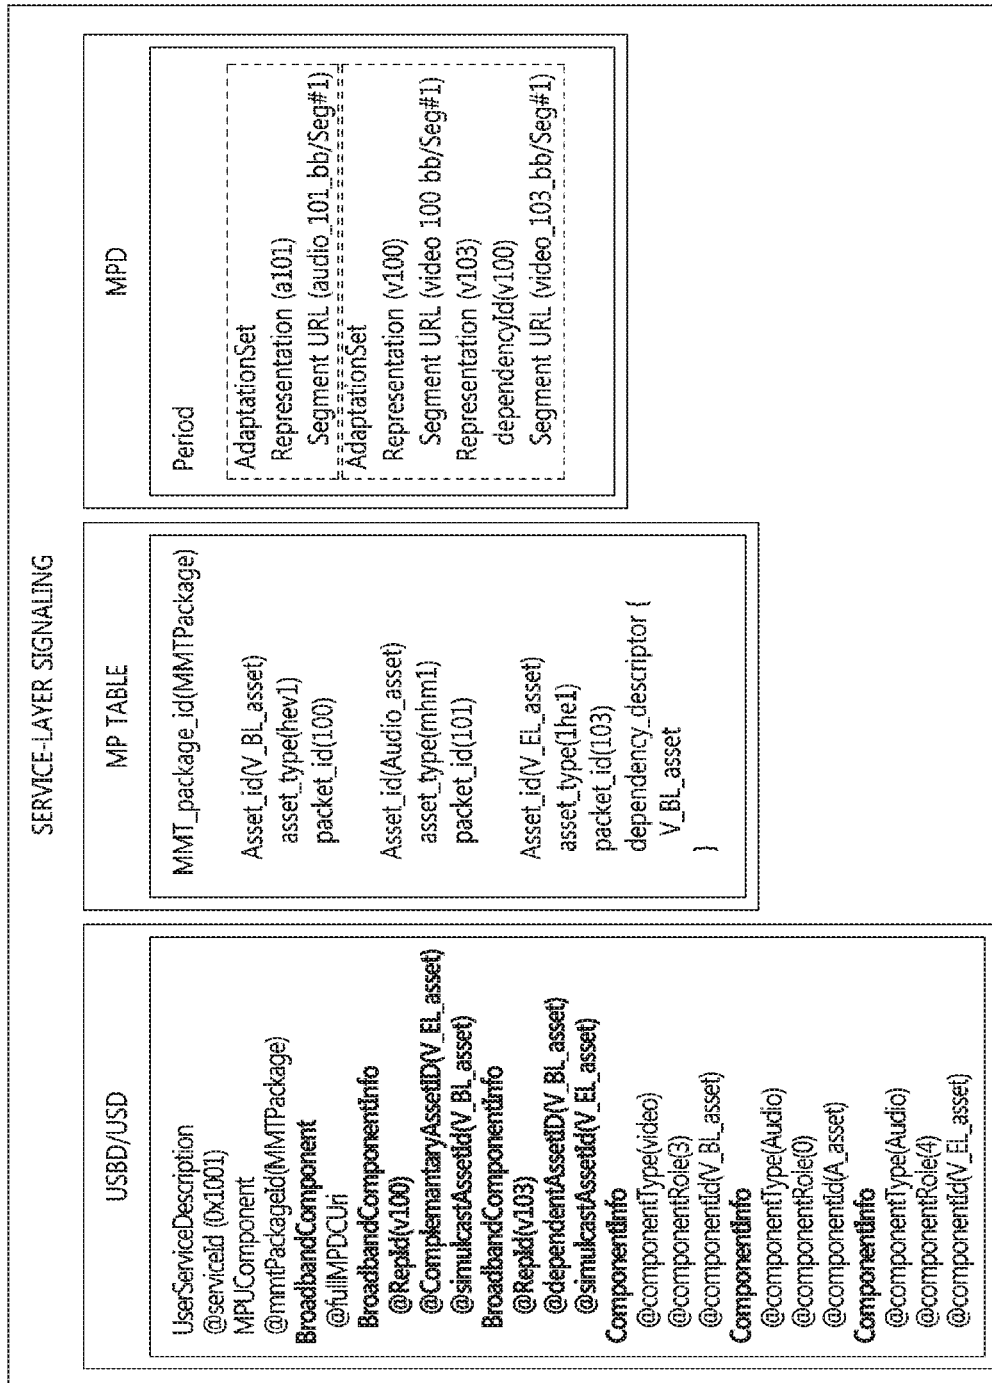 SERVICE-LAYER SIGNALING
USBD/USD
UserServiceDescription
@serviceId (0x1001)
MPUComponent
@mmtPackageId(MMTPackage)
BroadbandComponent
@fullMPDCUri
BroadbandComponentInfo
@RepId(v100)
@ComplemantaryAssetID(V_EL_asset)
@simulcastAssetId(V_BL_asset)
BroadbandComponentInfo
@RepId(v103)
@dependentAssetID(V_BL_asset)
@simulcastAssetId(V_EL_asset)
ComponentInfo
@componentType(video)
@componentRole(3)
@componentId(V_BL_asset)
ComponentInfo
@componentType(Audio)
@componentRole(0)
@componentId(A_asset)
ComponentInfo
@componentType(Audio)
@componentRole(4)
@componentId(V_EL_asset)
MP TABLE
MMT_package_id(MMTPackage)
Asset_id(V_BL_asset)
asset_type(hev1)
packet_id(100)
Asset_id(Audio_asset)
asset_type(mhm1)
packet_id(101)
Asset_id(V_EL_asset)
asset_type(1he1)
packet_id(103)
dependency_descriptor {
V_BL_asset
}
MPD
Period
AdaptationSet
Representation (a101)
Segment URL (audio_101_bb/Seg#1)
AdaptationSet
Representation (v100)
Segment URL (video 100 bb/Seg#1)
Representation (v103)
dependencyId(v100)
Segment URL (video_103_bb/Seg#1)